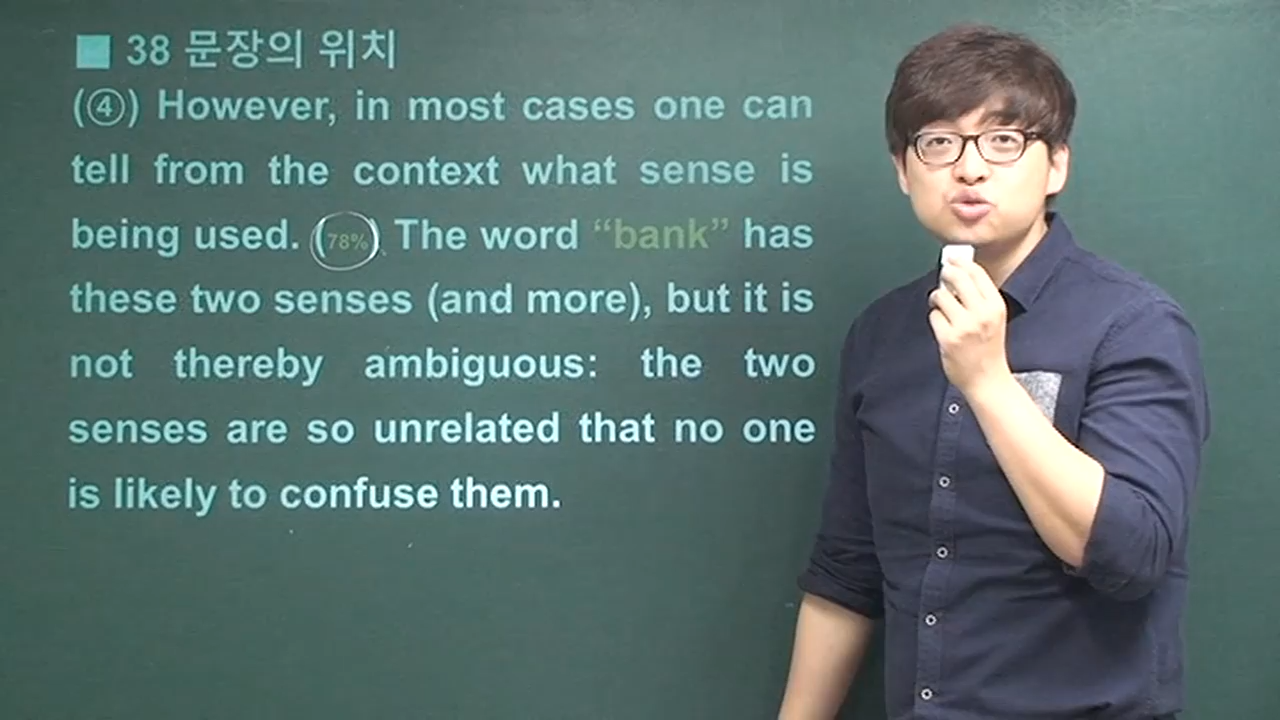 ■ 38 문장의 위치
(④) However, in most cases one can
tell from the context what sense is
being used. (78%) The word “bank” has
these two senses (and more), but it is
not thereby ambiguous: the two
senses are so unrelated that no one
is likely to confuse them.